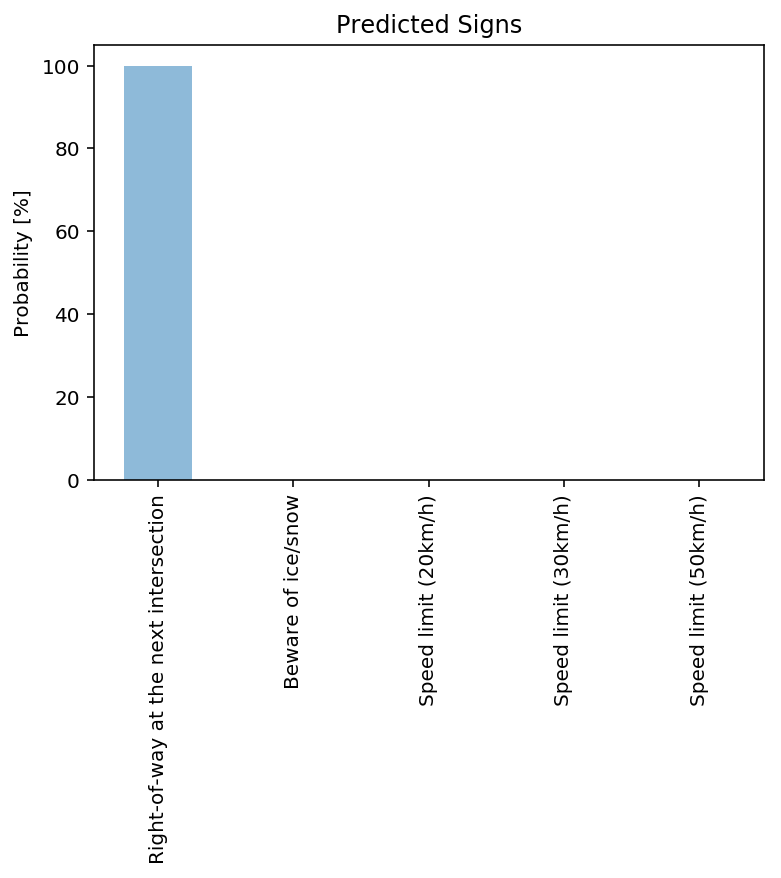 Predicted Signs
Probability [%]
100
80
60
40
20
0
Right-of-way at the next intersection
Beware of ice/snow
Speed limit (20km/h)
Speed limit (30km/h)
Speed limit (50km/h)